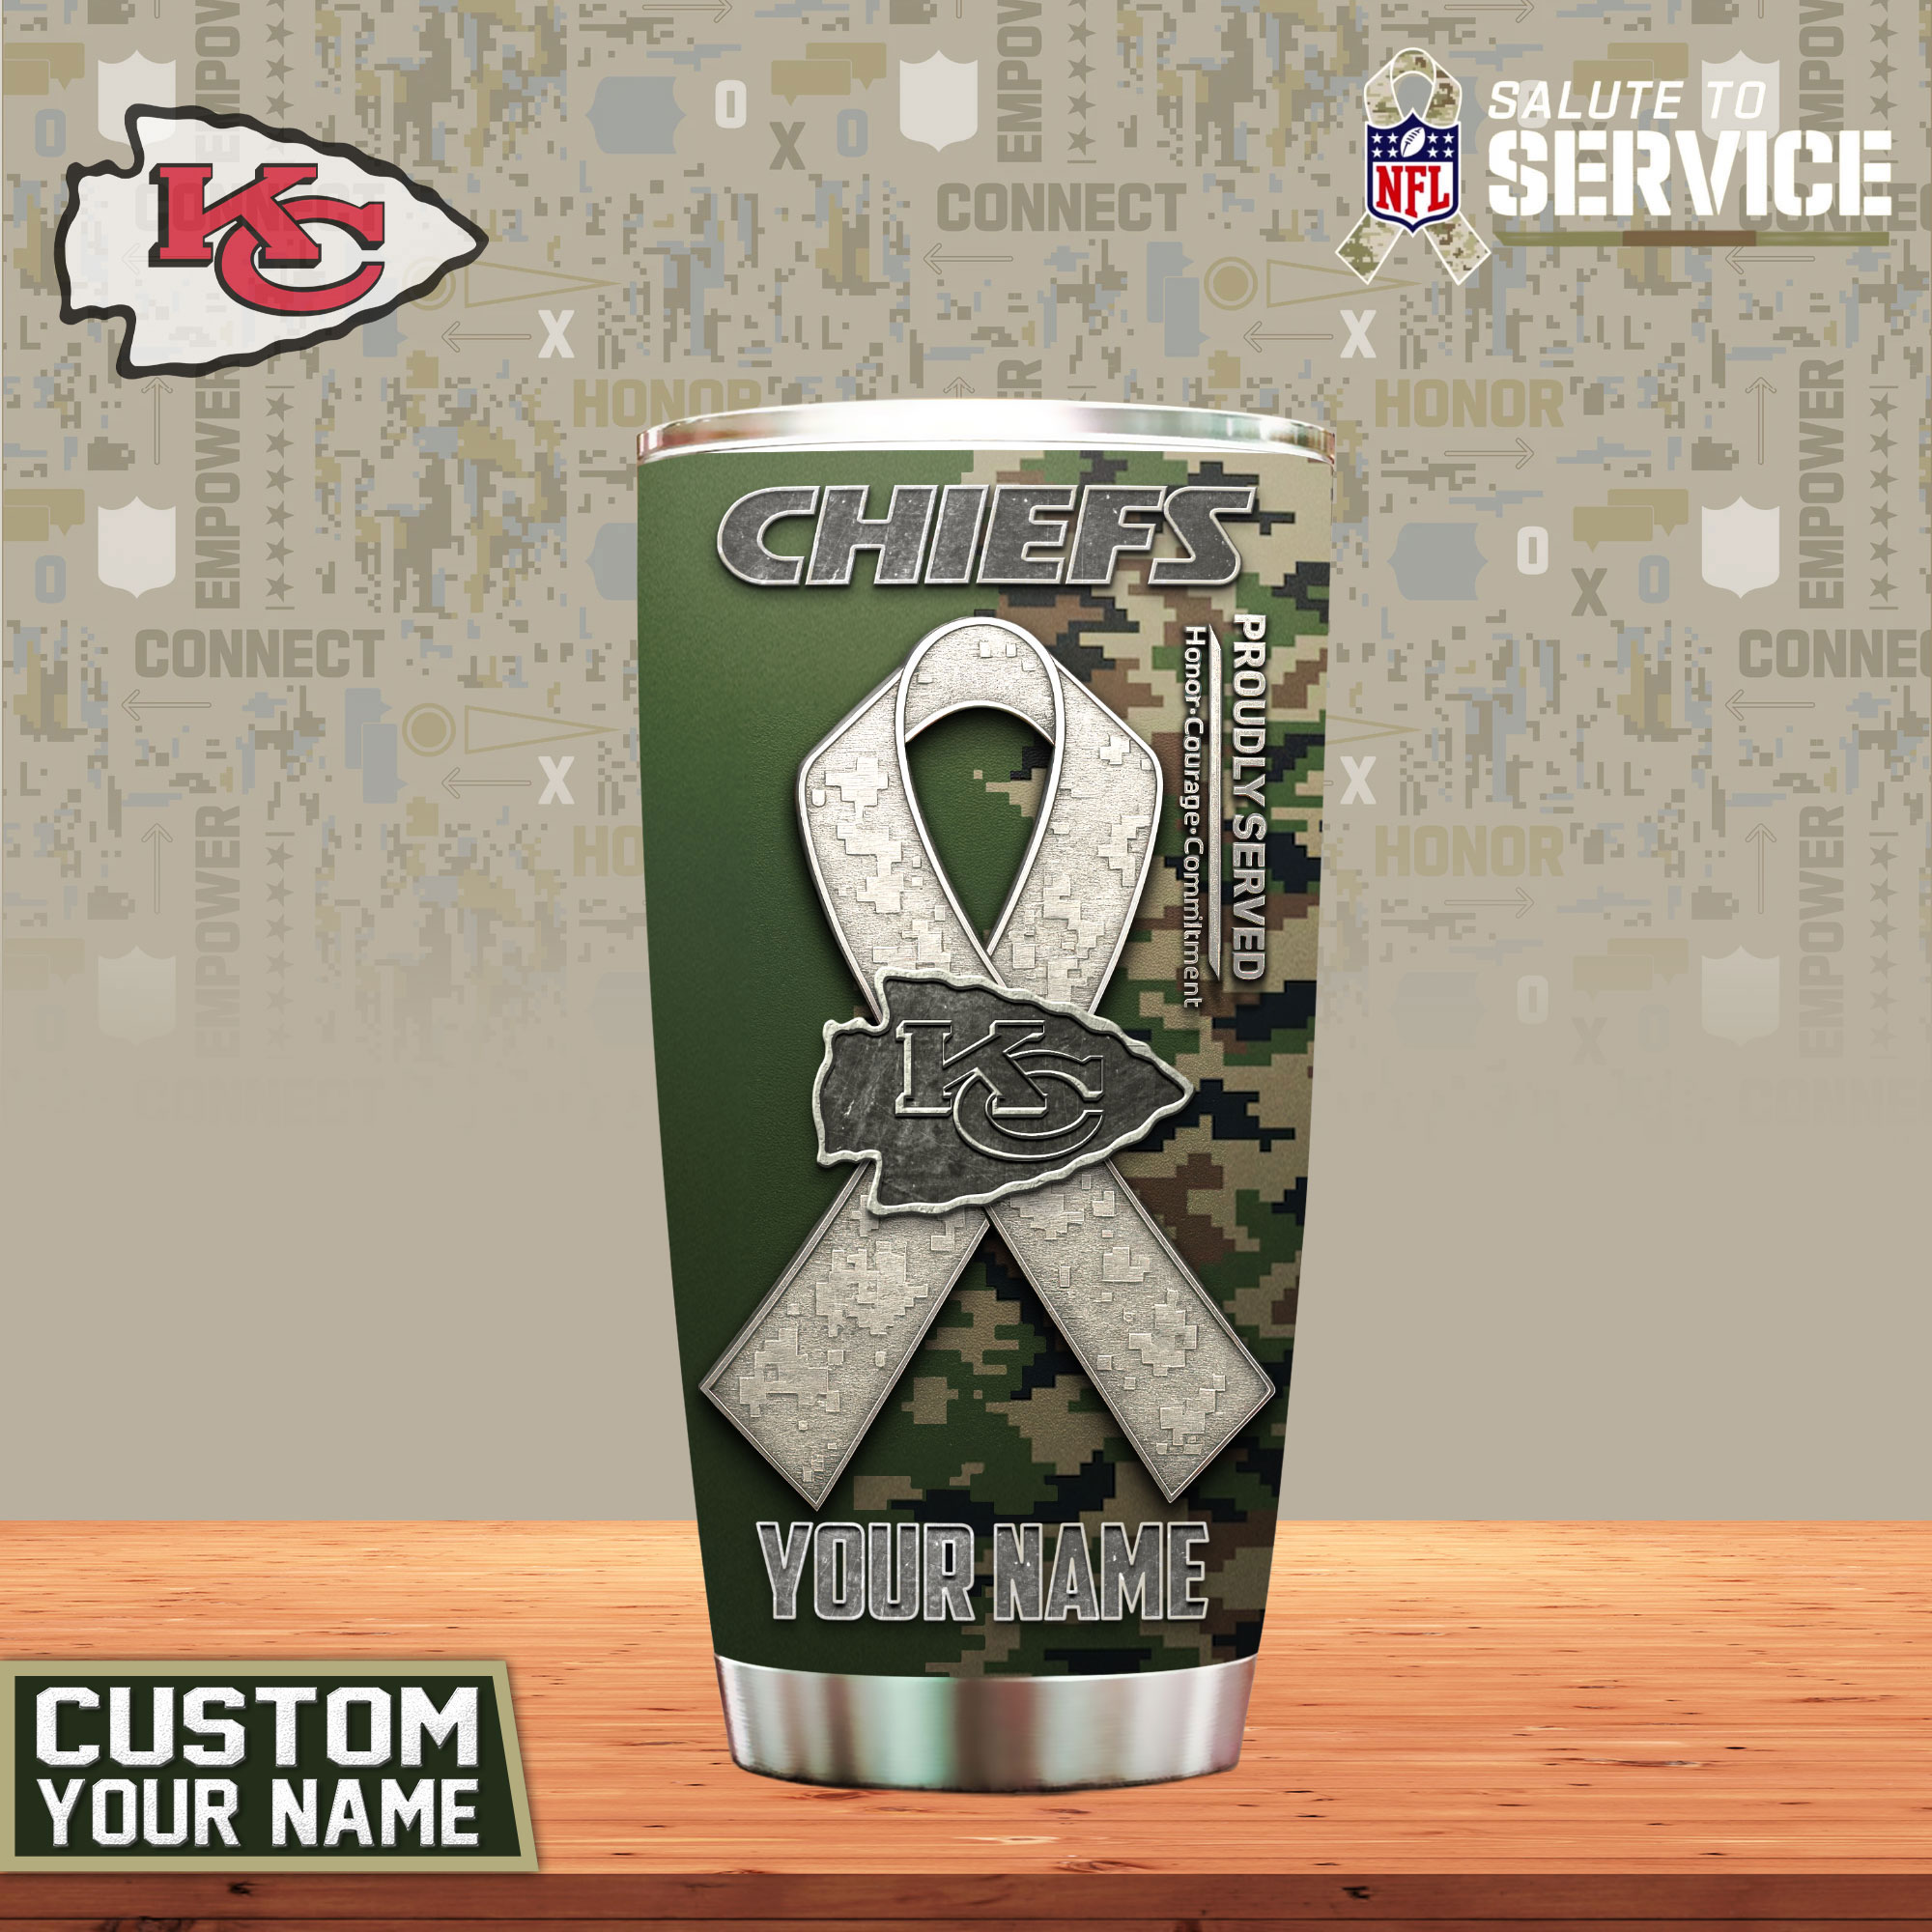 KC
NFL
SALUTE TO
SERVICE
EMPOWER
CONNECT
HONOR
X
O
CHIEFS
PROUDLY SERVED
Honor·Courage·Commitment
KC
YOUR NAME
CUSTOM
YOUR NAME